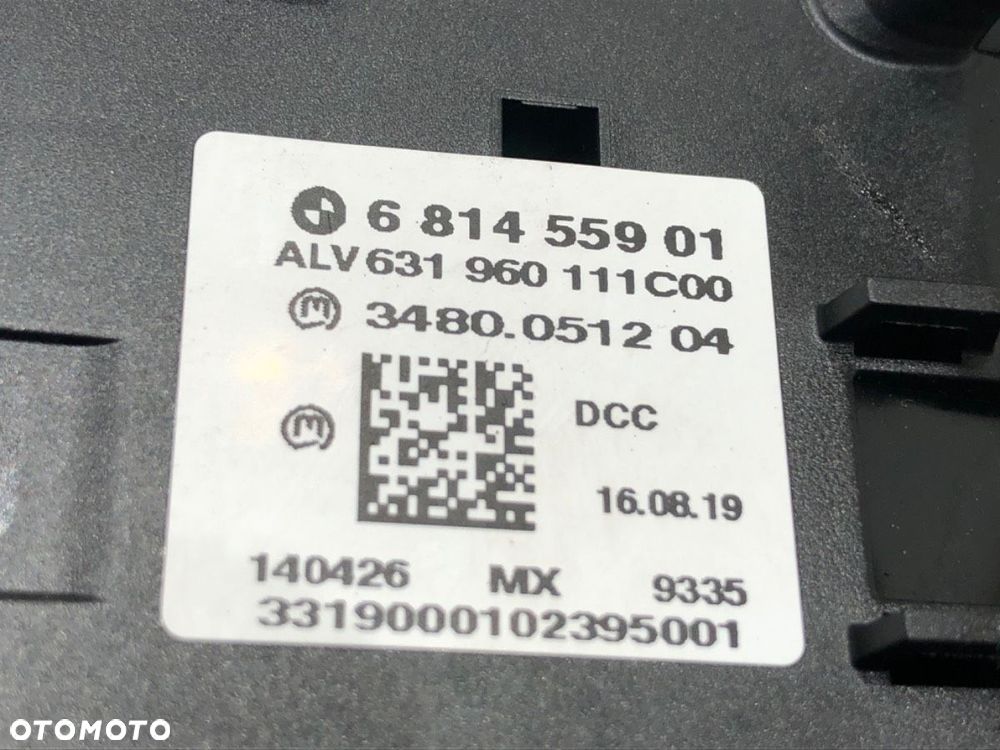 6 814 559 01
ALV631 960 111C00
3480.0512 04
DCC
16.08.19
140426 MX 9335
3319000102395001
OTOMOTO